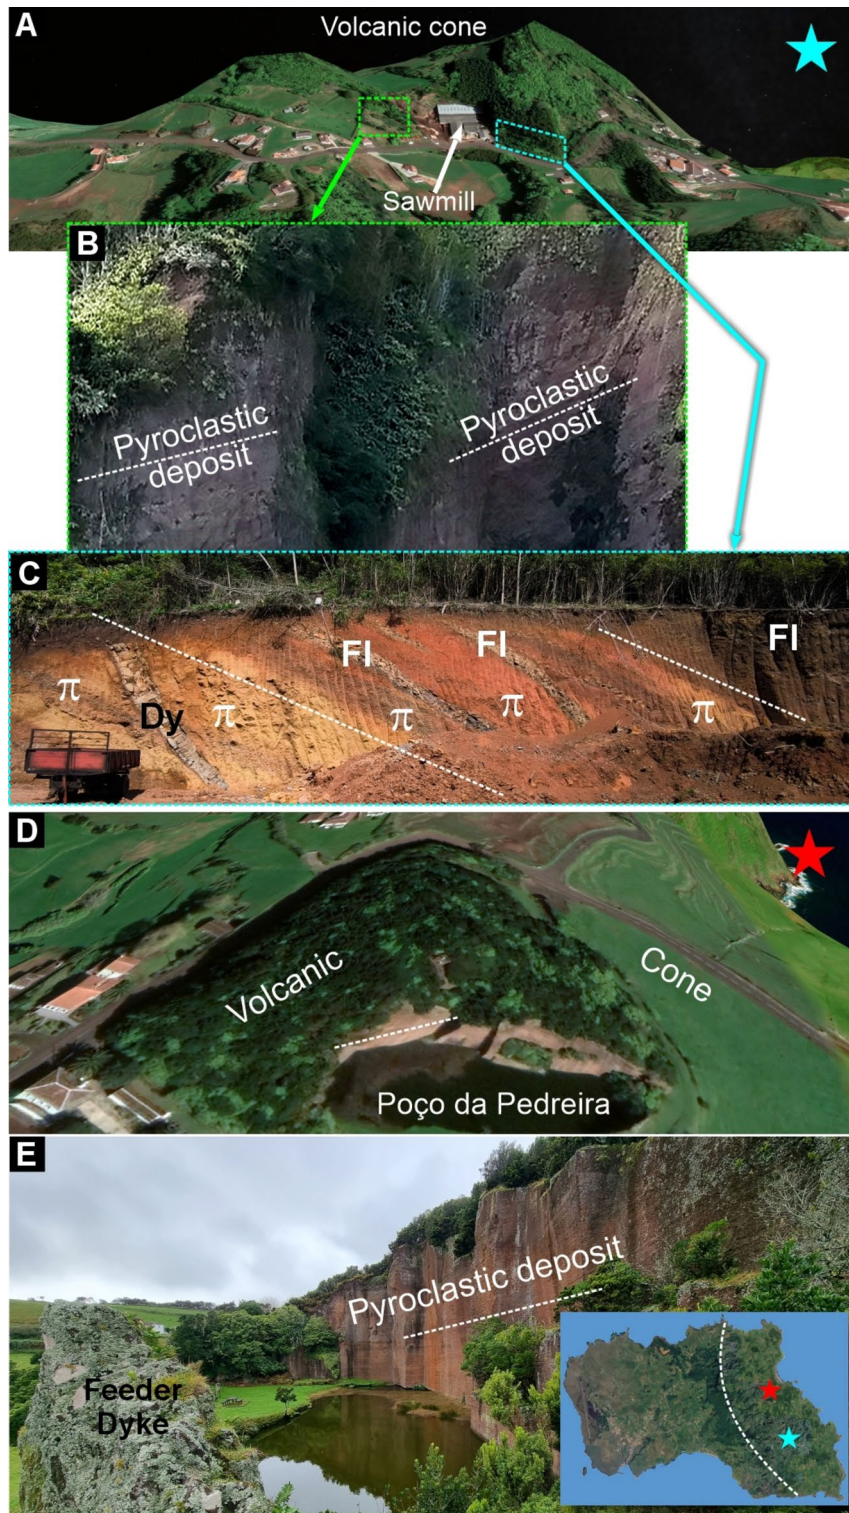 A
Volcanic cone
Sawmill
B
Pyroclastic
deposit
Pyroclastic
deposit
C
Fl
Fl
Fl
π
Dy
π
π
π
π
D
Volcanic
Cone
Poço da Pedreira
E
Pyroclastic deposit
Feeder
Dyke